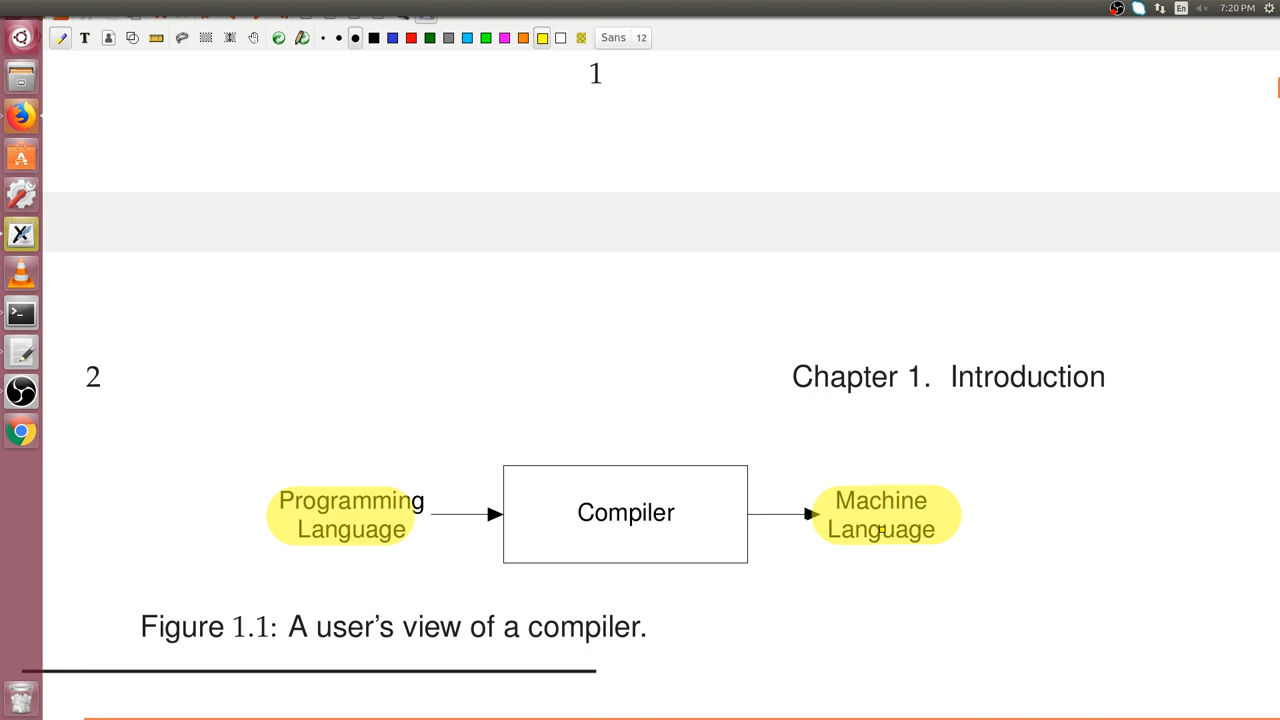 En 7:20 PM
T Sans 12
1
2
Chapter 1. Introduction
Programming
Language
Compiler
Machine
Language
Figure 1.1: A user's view of a compiler.